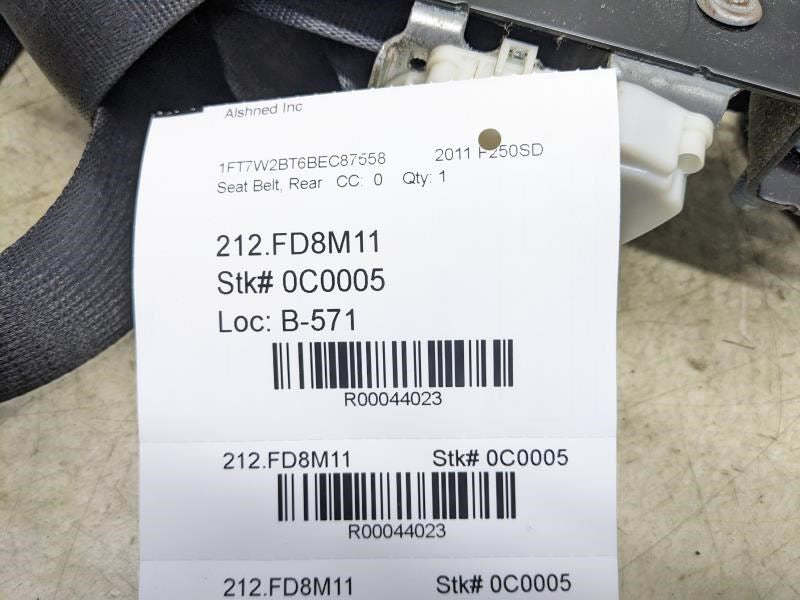 Alshned Inc
1FT7W2BT6BEC87558 2011 F250SD
Seat Belt, Rear CC: 0 Qty: 1
212.FD8M11
Stk# 0C0005
Loc: B-571
R00044023
212.FD8M11 Stk# 0C0005
R00044023
212.FD8M11 Stk# 0C0005